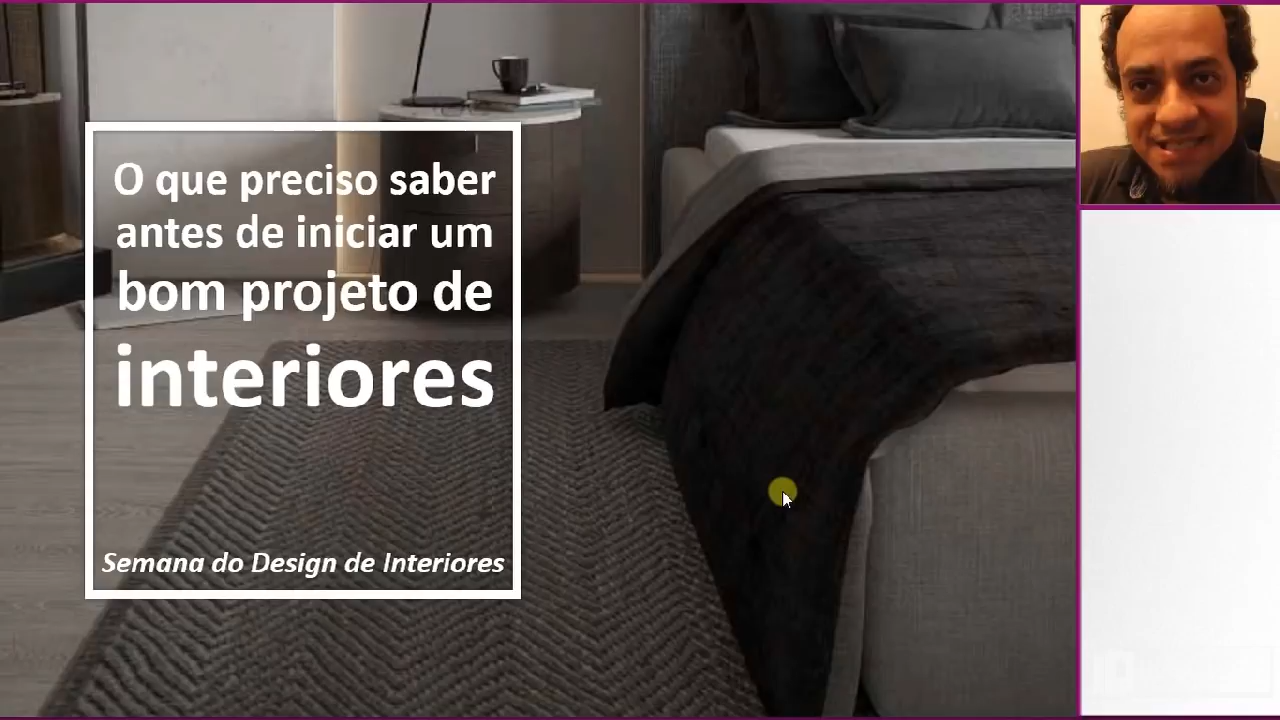 O que preciso saber
antes de iniciar um
bom projeto de
interiores
Semana do Design de Interiores